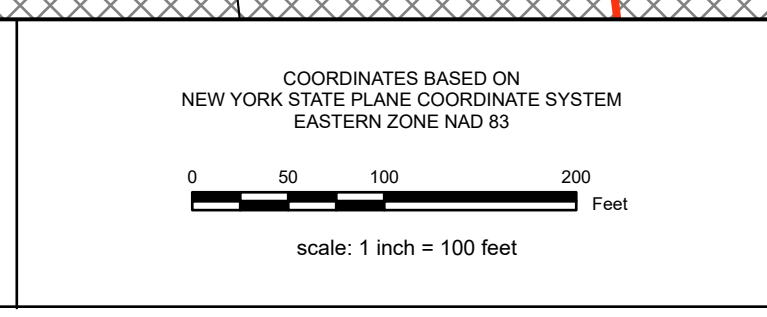 COORDINATES BASED ON
NEW YORK STATE PLANE COORDINATE SYSTEM
EASTERN ZONE NAD 83
0 50 100 200
Feet
scale: 1 inch = 100 feet